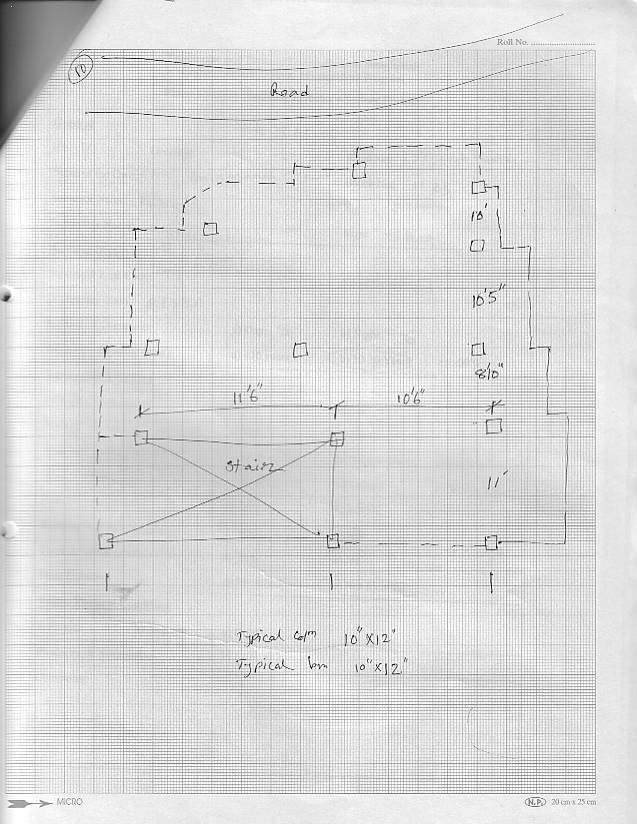 Roll No. ........................
10
Road
10'
10'5"
8'0"
11'6"
10'6"
Stair
11'
Typical colm 10"X12"
Typical bm 10"X12"
MICRO
N.P. 20 cm x 25 cm